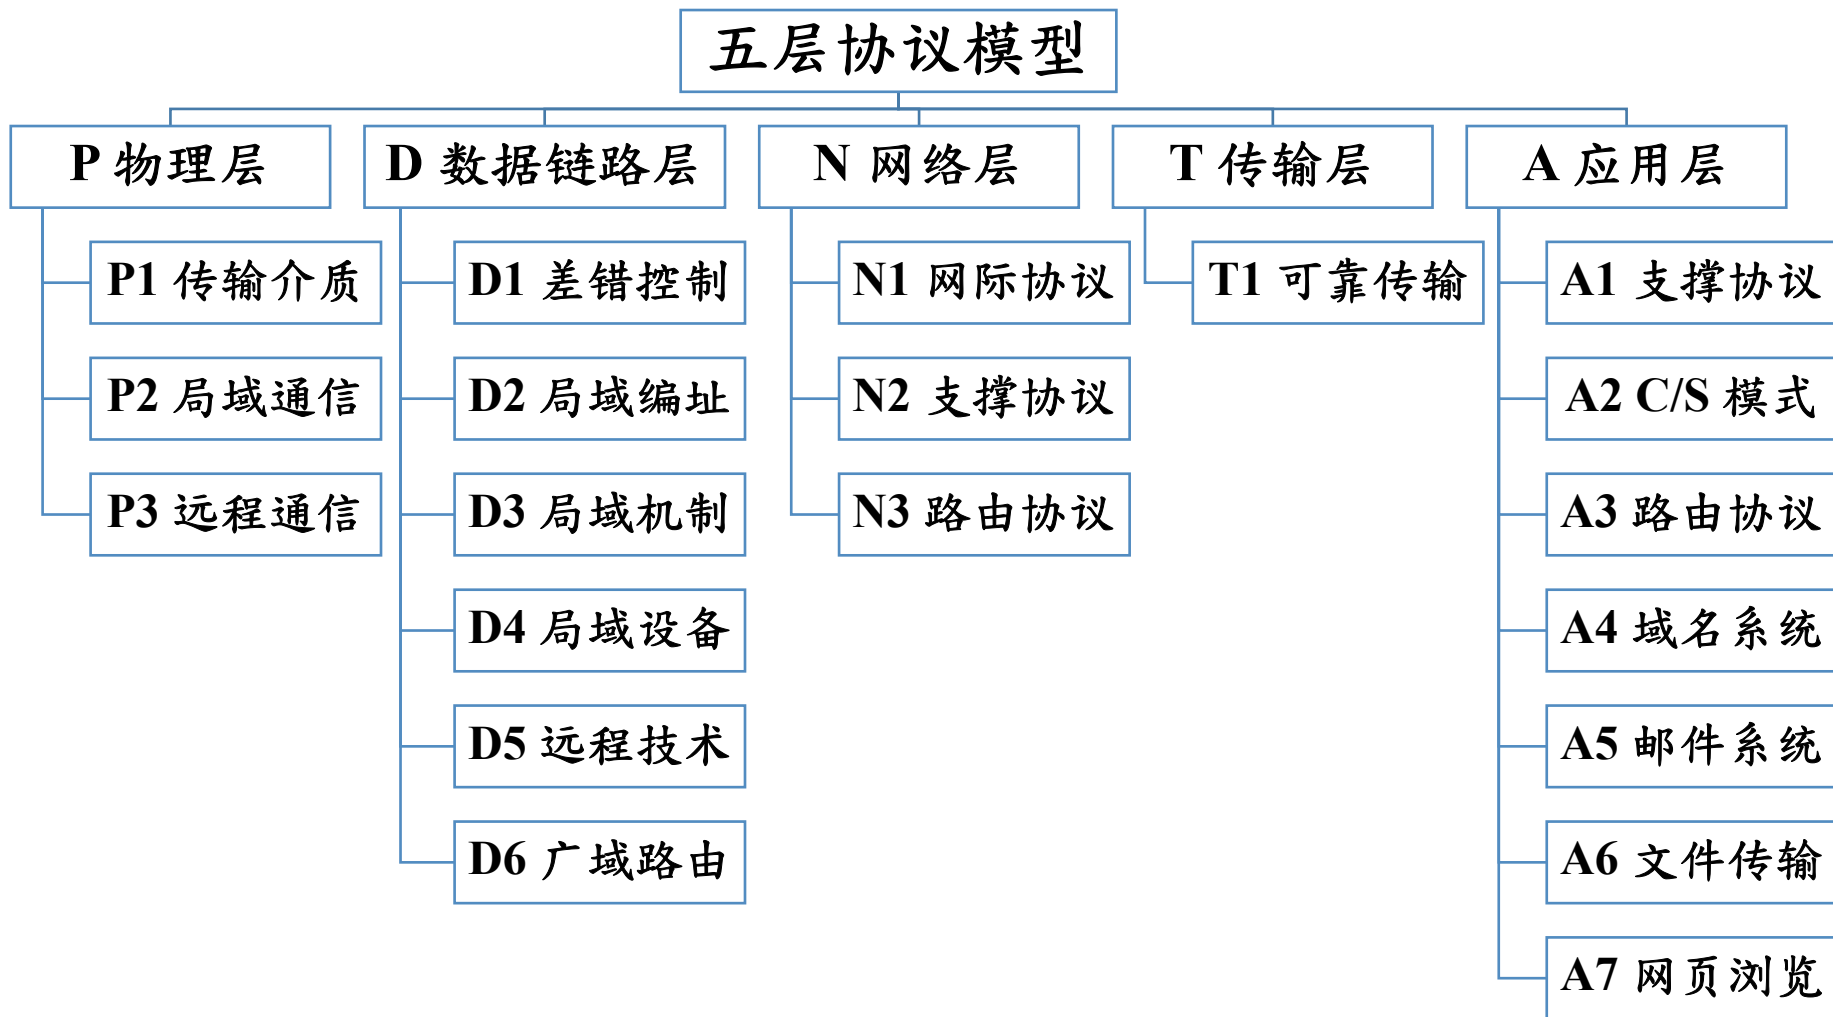 五层协议模型
P 物理层
P1 传输介质
P2 局域通信
P3 远程通信
D 数据链路层
D1 差错控制
D2 局域编址
D3 局域机制
D4 局域设备
D5 远程技术
D6 广域路由
N 网络层
N1 网际协议
N2 支撑协议
N3 路由协议
T 传输层
T1 可靠传输
A 应用层
A1 支撑协议
A2 C/S 模式
A3 路由协议
A4 域名系统
A5 邮件系统
A6 文件传输
A7 网页浏览